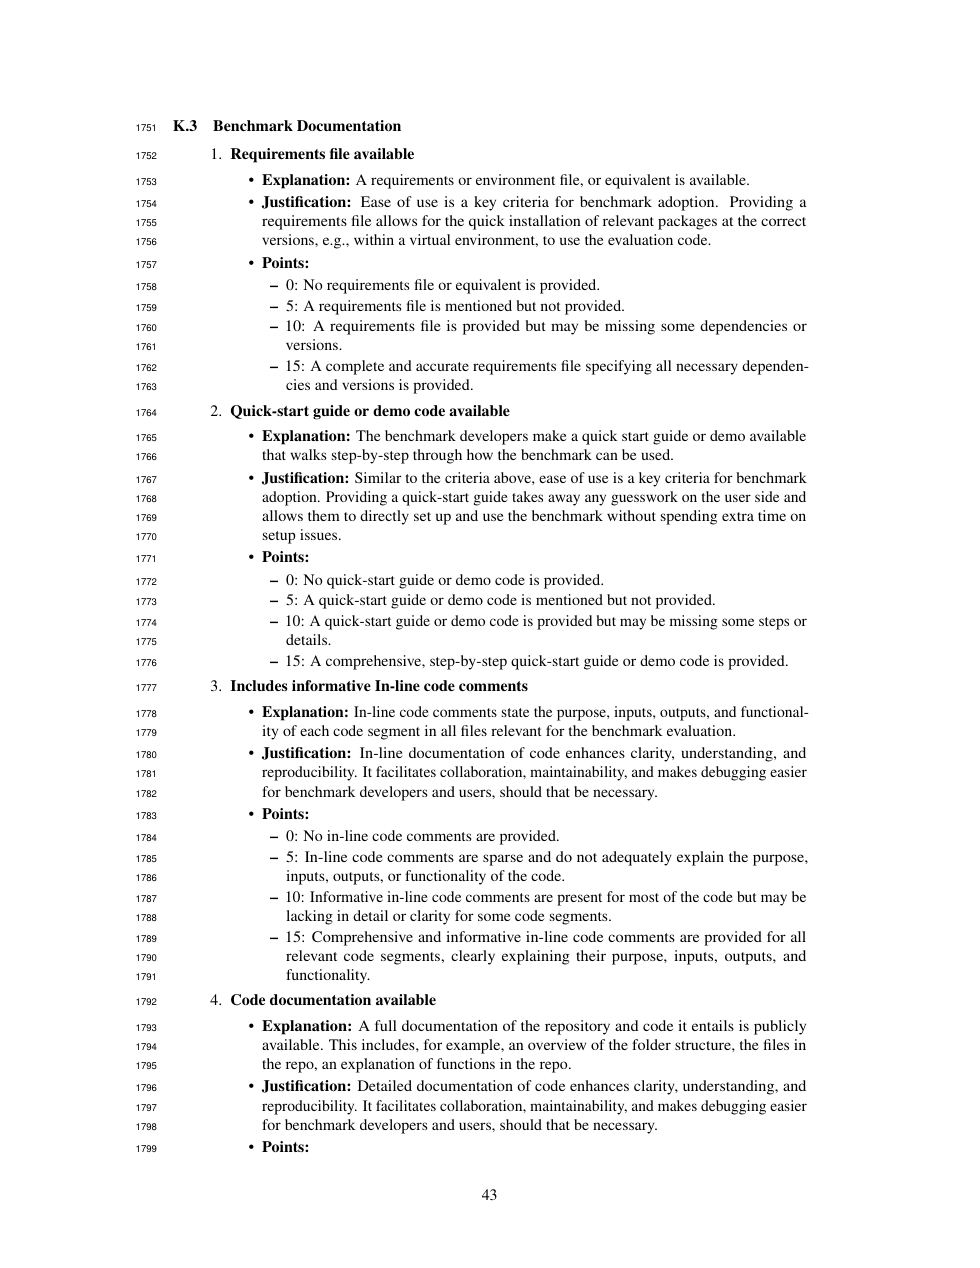 1751 K.3 Benchmark Documentation
1752 1. Requirements file available
1753 • Explanation: A requirements or environment file, or equivalent is available.
1754 • Justification: Ease of use is a key criteria for benchmark adoption. Providing a
1755 requirements file allows for the quick installation of relevant packages at the correct
1756 versions, e.g., within a virtual environment, to use the evaluation code.
1757 • Points:
1758 – 0: No requirements file or equivalent is provided.
1759 – 5: A requirements file is mentioned but not provided.
1760 – 10: A requirements file is provided but may be missing some dependencies or
1761 versions.
1762 – 15: A complete and accurate requirements file specifying all necessary dependen-
1763 cies and versions is provided.
1764 2. Quick-start guide or demo code available
1765 • Explanation: The benchmark developers make a quick start guide or demo available
1766 that walks step-by-step through how the benchmark can be used.
1767 • Justification: Similar to the criteria above, ease of use is a key criteria for benchmark
1768 adoption. Providing a quick-start guide takes away any guesswork on the user side and
1769 allows them to directly set up and use the benchmark without spending extra time on
1770 setup issues.
1771 • Points:
1772 – 0: No quick-start guide or demo code is provided.
1773 – 5: A quick-start guide or demo code is mentioned but not provided.
1774 – 10: A quick-start guide or demo code is provided but may be missing some steps or
1775 details.
1776 – 15: A comprehensive, step-by-step quick-start guide or demo code is provided.
1777 3. Includes informative In-line code comments
1778 • Explanation: In-line code comments state the purpose, inputs, outputs, and functional-
1779 ity of each code segment in all files relevant for the benchmark evaluation.
1780 • Justification: In-line documentation of code enhances clarity, understanding, and
1781 reproducibility. It facilitates collaboration, maintainability, and makes debugging easier
1782 for benchmark developers and users, should that be necessary.
1783 • Points:
1784 – 0: No in-line code comments are provided.
1785 – 5: In-line code comments are sparse and do not adequately explain the purpose,
1786 inputs, outputs, or functionality of the code.
1787 – 10: Informative in-line code comments are present for most of the code but may be
1788 lacking in detail or clarity for some code segments.
1789 – 15: Comprehensive and informative in-line code comments are provided for all
1790 relevant code segments, clearly explaining their purpose, inputs, outputs, and
1791 functionality.
1792 4. Code documentation available
1793 • Explanation: A full documentation of the repository and code it entails is publicly
1794 available. This includes, for example, an overview of the folder structure, the files in
1795 the repo, an explanation of functions in the repo.
1796 • Justification: Detailed documentation of code enhances clarity, understanding, and
1797 reproducibility. It facilitates collaboration, maintainability, and makes debugging easier
1798 for benchmark developers and users, should that be necessary.
1799 • Points:
43